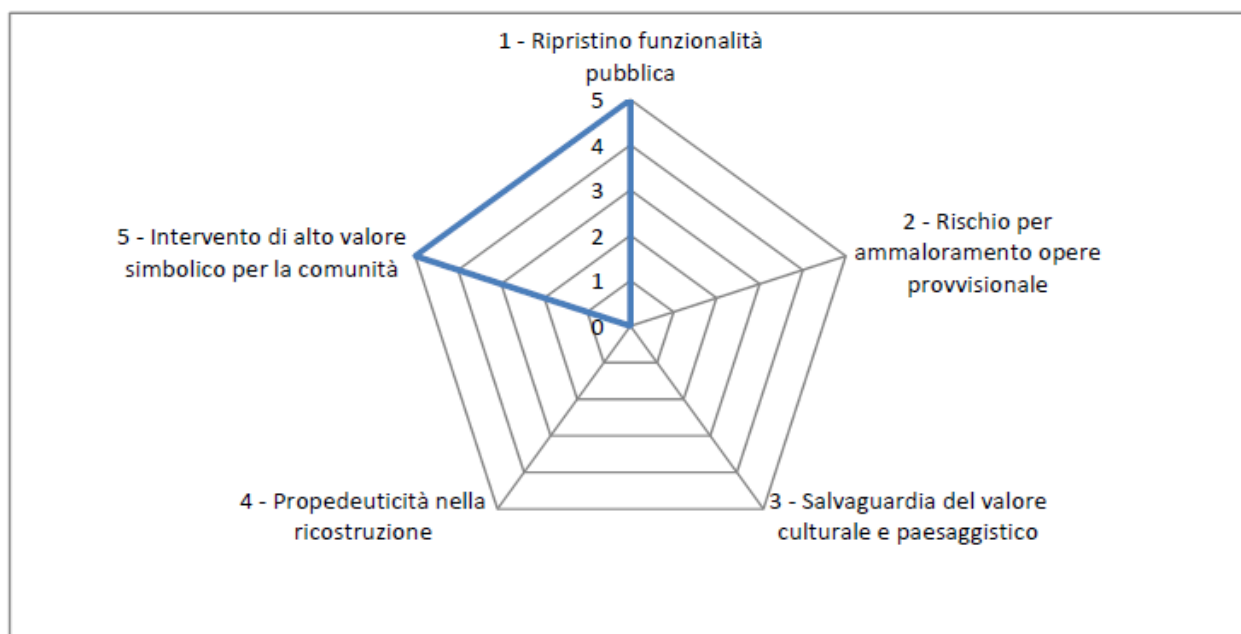 1 - Ripristino funzionalità
pubblica
5
4
3
2
1
0
2 - Rischio per
ammaloramento opere
provvisionale
3 - Salvaguardia del valore
culturale e paesaggistico
4 - Propedeuticità nella
ricostruzione
5 - Intervento di alto valore
simbolico per la comunità